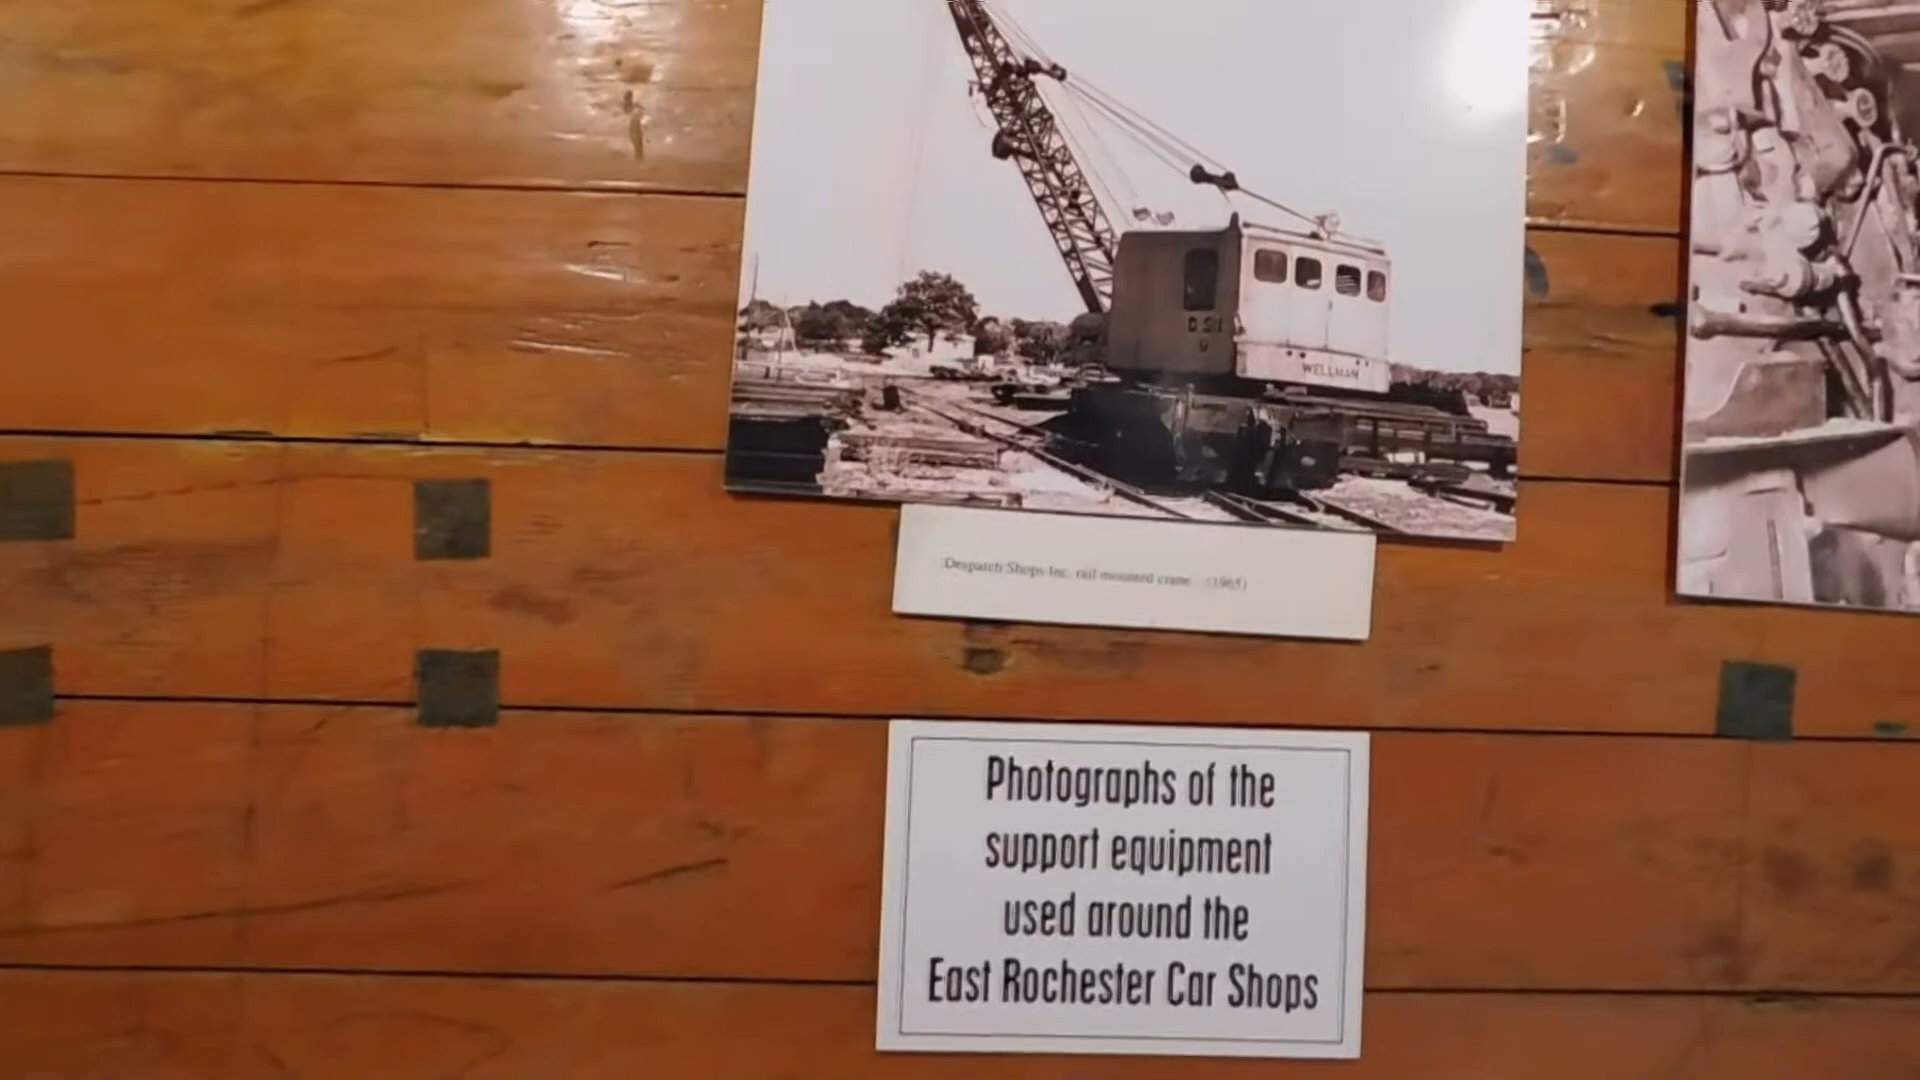 DSI
9
WELLMAN
Despatch Shops Inc. rail mounted crane (1965)
Photographs of the
support equipment
used around the
East Rochester Car Shops